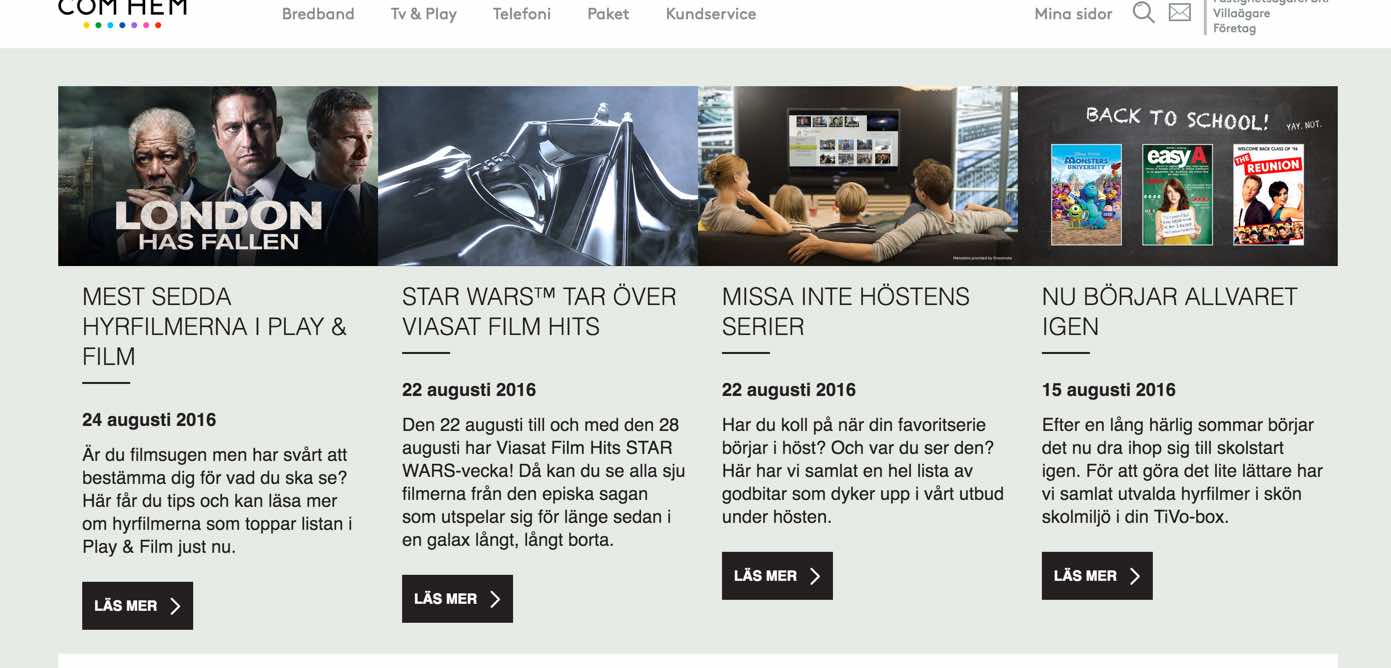 COM HEM
Bredband Tv & Play Telefoni Paket Kundservice
Mina sidor
Villaägare
Företag
LONDON
HAS FALLEN
MEST SEDDA
HYRFILMERNA I PLAY &
FILM
24 augusti 2016
Är du filmsugen men har svårt att
bestämma dig för vad du ska se?
Här får du tips och kan läsa mer
om hyrfilmerna som toppar listan i
Play & Film just nu.
LÄS MER
STAR WARS™ TAR ÖVER
VIASAT FILM HITS
22 augusti 2016
Den 22 augusti till och med den 28
augusti har Viasat Film Hits STAR
WARS-vecka! Då kan du se alla sju
filmerna från den episka sagan
som utspelar sig för länge sedan i
en galax långt, långt borta.
LÄS MER
MISSA INTE HÖSTENS
SERIER
22 augusti 2016
Har du koll på när din favoritserie
börjar i höst? Och var du ser den?
Här har vi samlat en hel lista av
godbitar som dyker upp i vårt utbud
under hösten.
LÄS MER
BACK TO SCHOOL!
YAY. NOT.
MONSTERS
UNIVERSITY
easy A
WELCOME BACK CLASS OF '96
THE
REUNION
NU BÖRJAR ALLVARET
IGEN
15 augusti 2016
Efter en lång härlig sommar börjar
det nu dra ihop sig till skolstart
igen. För att göra det lite lättare har
vi samlat utvalda hyrfilmer i skön
skolmiljö i din TiVo-box.
LÄS MER